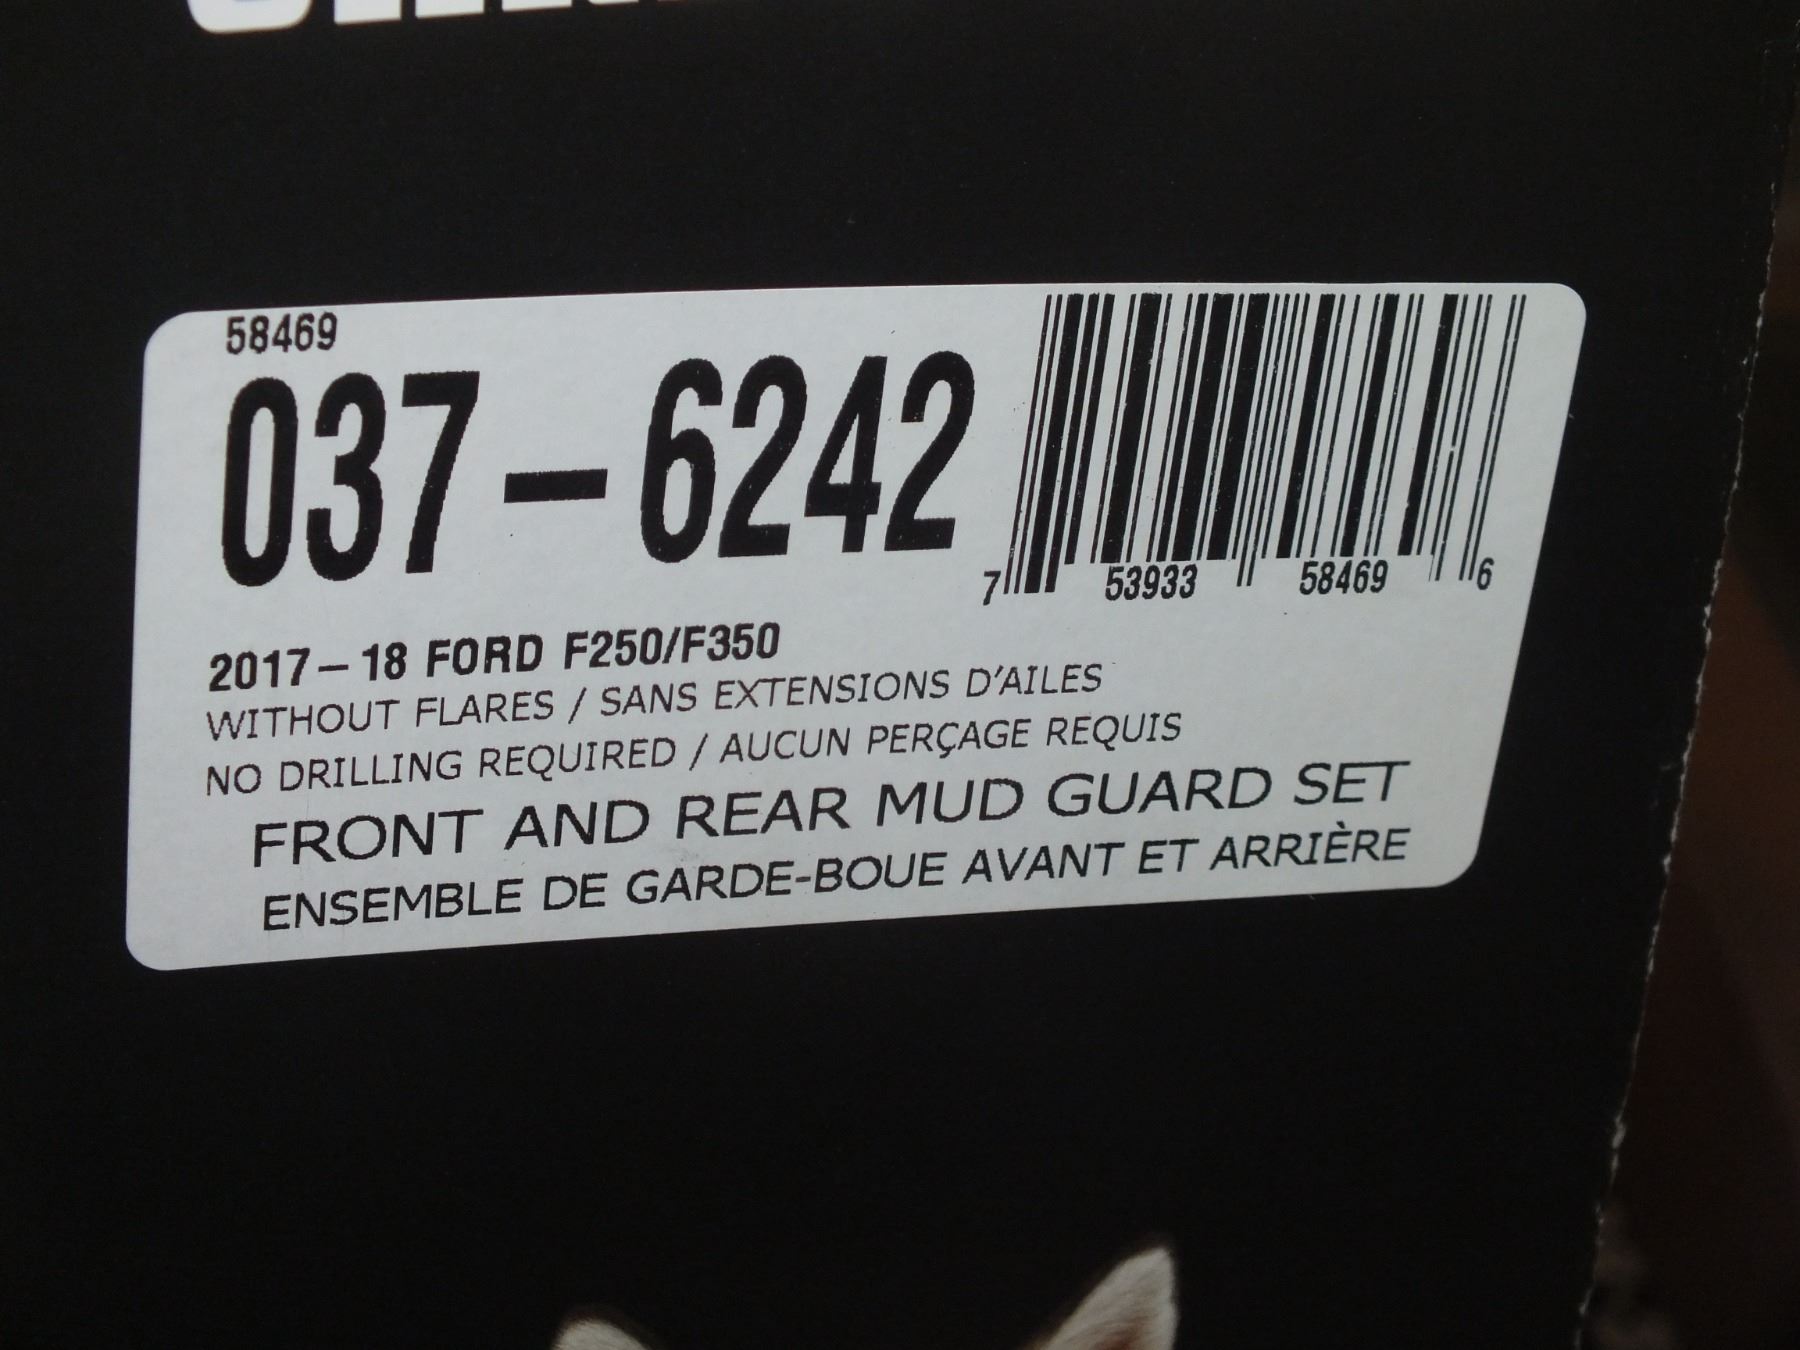 58469
037-6242
7 53933 58469 6
2017-18 FORD F250/F350
WITHOUT FLARES / SANS EXTENSIONS D'AILES
NO DRILLING REQUIRED / AUCUN PERÇAGE REQUIS
FRONT AND REAR MUD GUARD SET
ENSEMBLE DE GARDE-BOUE AVANT ET ARRIÈRE